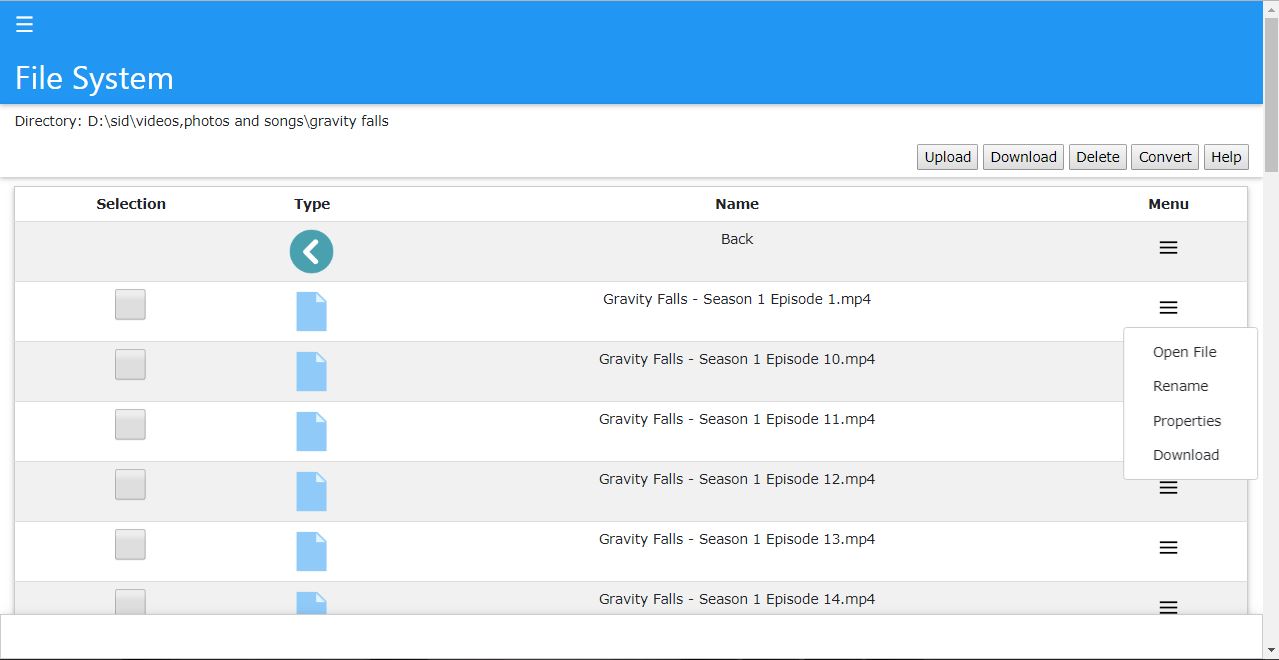 File System
Directory: D:\sid\videos,photos and songs\gravity falls
Upload Download Delete Convert Help
Selection Type Name Menu
Back
Gravity Falls - Season 1 Episode 1.mp4
Open File
Gravity Falls - Season 1 Episode 10.mp4
Rename
Gravity Falls - Season 1 Episode 11.mp4
Properties
Download
Gravity Falls - Season 1 Episode 12.mp4
Gravity Falls - Season 1 Episode 13.mp4
Gravity Falls - Season 1 Episode 14.mp4